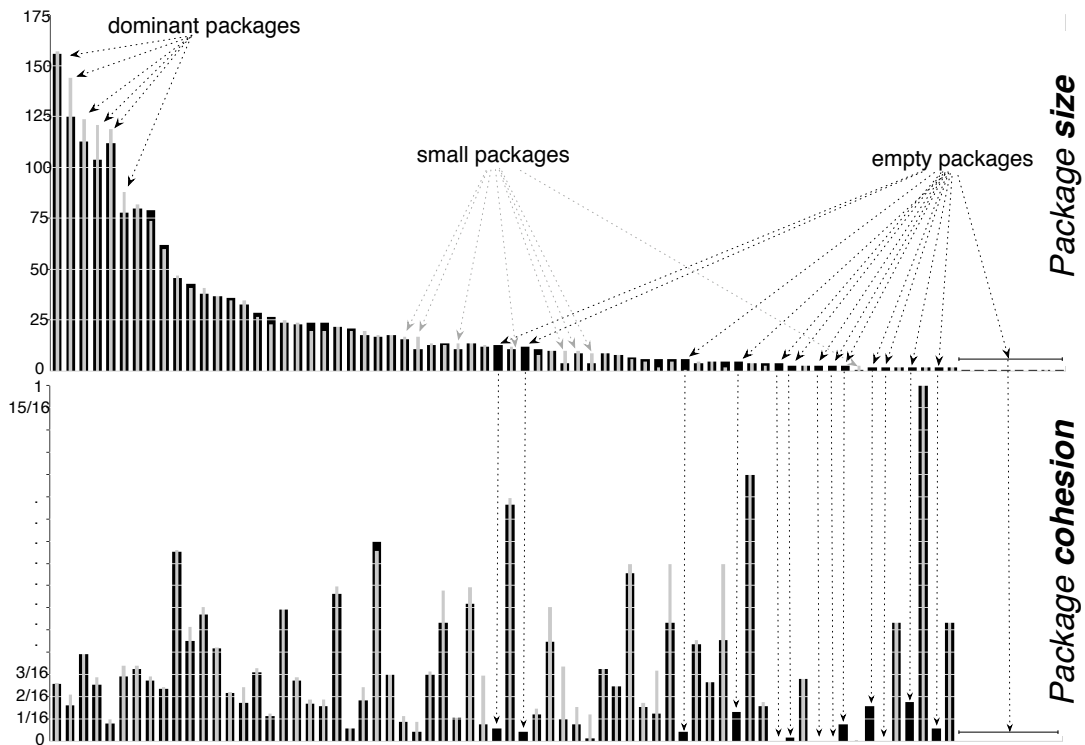 175
dominant packages
150
125
small packages
empty packages
100
75
50
25
0
Package size
1
15/16
3/16
2/16
1/16
0
Package cohesion